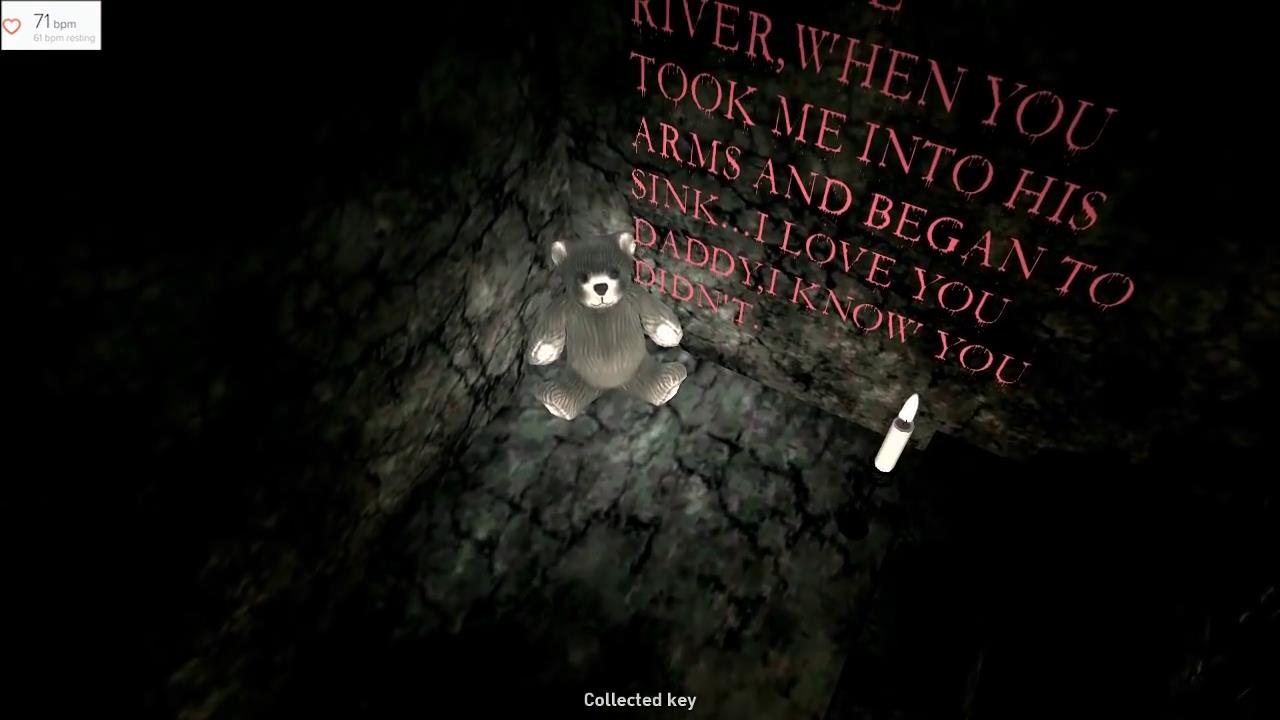 71 bpm
61 bpm resting
RIVER, WHEN YOU
TOOK ME INTO HIS
ARMS AND BEGAN TO
SINK...I LOVE YOU
DADDY,I KNOW YOU
DIDN'T.
Collected key